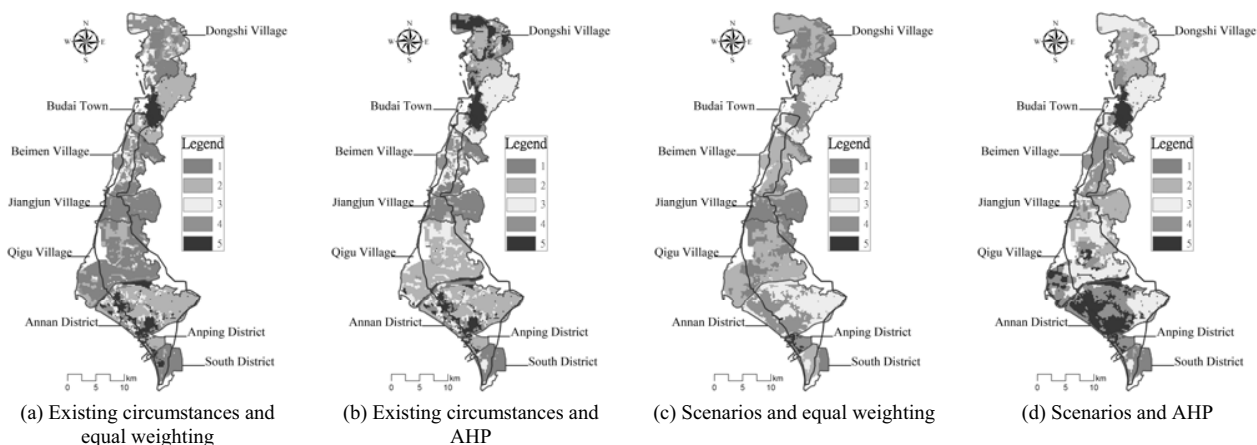 N
W E
S
Dongshi Village
Budai Town
Beimen Village
Jiangjun Village
Qigu Village
Annan District
Anping District
South District
Legend
1
2
3
4
5
km
0 5 10
(a) Existing circumstances and
equal weighting
N
W E
S
Dongshi Village
Budai Town
Beimen Village
Jiangjun Village
Qigu Village
Annan District
Anping District
South District
Legend
1
2
3
4
5
km
0 5 10
(b) Existing circumstances and
AHP
N
W E
S
Dongshi Village
Budai Town
Beimen Village
Jiangjun Village
Qigu Village
Annan District
Anping District
South District
Legend
1
2
3
4
5
km
0 5 10
(c) Scenarios and equal weighting
N
W E
S
Dongshi Village
Budai Town
Beimen Village
Jiangjun Village
Qigu Village
Annan District
Anping District
South District
Legend
1
2
3
4
5
km
0 5 10
(d) Scenarios and AHP